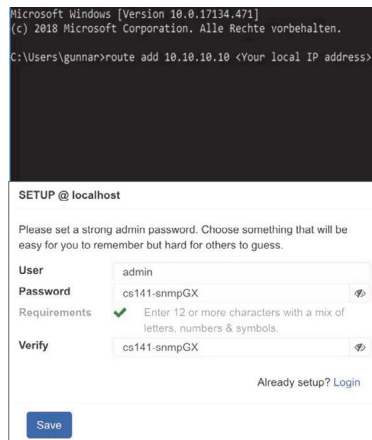 Microsoft Windows [Version 10.0.17134.471]
(c) 2018 Microsoft Corporation. Alle Rechte vorbehalten.
C:\Users\gunnar>route add 10.10.10.10 <Your local IP address>
SETUP @ localhost
Please set a strong admin password. Choose something that will be
easy for you to remember but hard for others to guess.
User admin
Password cs141-snmpGX
Requirements ✔ Enter 12 or more characters with a mix of
letters, numbers & symbols.
Verify cs141-snmpGX
Already setup? Login
Save